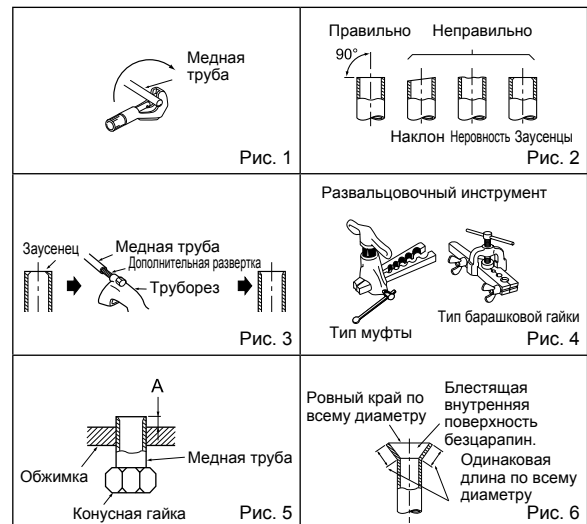 Медная
труба
Рис. 1
Правильно Неправильно
90°
Наклон Неровность Заусенцы
Рис. 2
Заусенец
Медная труба
Дополнительная развертка
Труборез
Рис. 3
Развальцовочный инструмент
Тип муфты
Тип барашковой гайки
Рис. 4
A
Медная труба
Обжимка
Конусная гайка
Рис. 5
Ровный край по
всему диаметру
Блестящая
внутренняя
поверхность
безцарапин.
Одинаковая
длина по всему
диаметру
Рис. 6